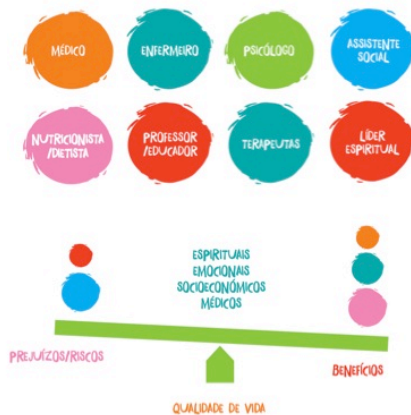 MÉDICO
ENFERMEIRO
PSICÓLOGO
ASSISTENTE
SOCIAL
NUTRICIONISTA
/DIETISTA
PROFESSOR
/EDUCADOR
TERAPEUTAS
LÍDER
ESPIRITUAL
ESPIRITUAIS
EMOCIONAIS
SOCIOECONÓMICOS
MÉDICOS
PREJUÍZOS/RISCOS
BENEFÍCIOS
QUALIDADE DE VIDA